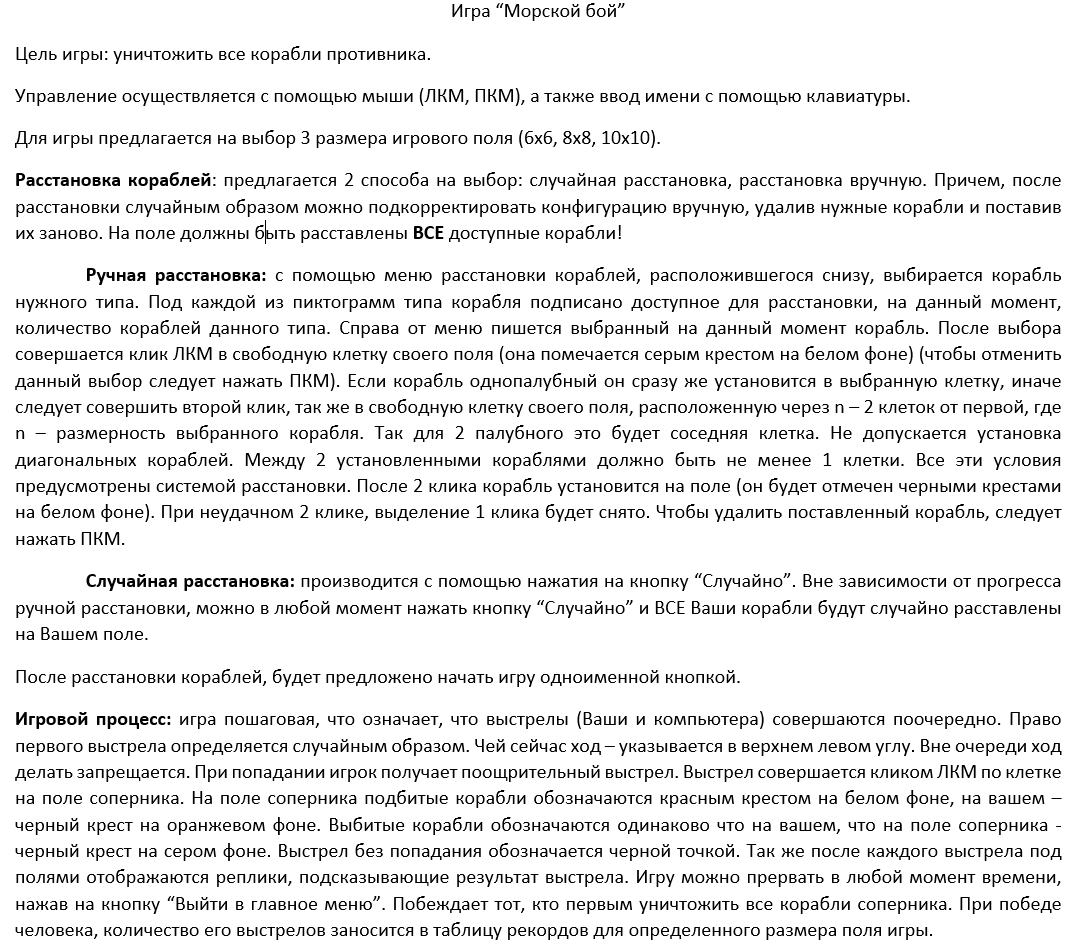 Игра “Морской бой”
Цель игры: уничтожить все корабли противника.
Управление осуществляется с помощью мыши (ЛКМ, ПКМ), а также ввод имени с помощью клавиатуры.
Для игры предлагается на выбор 3 размера игрового поля (6х6, 8х8, 10х10).
Расстановка кораблей: предлагается 2 способа на выбор: случайная расстановка, расстановка вручную. Причем, после
расстановки случайным образом можно подкорректировать конфигурацию вручную, удалив нужные корабли и поставив
их заново. На поле должны быть расставлены ВСЕ доступные корабли!
Ручная расстановка: с помощью меню расстановки кораблей, расположившегося снизу, выбирается корабль
нужного типа. Под каждой из пиктограмм типа корабля подписано доступное для расстановки, на данный момент,
количество кораблей данного типа. Справа от меню пишется выбранный на данный момент корабль. После выбора
совершается клик ЛКМ в свободную клетку своего поля (она помечается серым крестом на белом фоне) (чтобы отменить
данный выбор следует нажать ПКМ). Если корабль однопалубный он сразу же установится в выбранную клетку, иначе
следует совершить второй клик, так же в свободную клетку своего поля, расположенную через n – 2 клеток от первой, где
n – размерность выбранного корабля. Так для 2 палубного это будет соседняя клетка. Не допускается установка
диагональных кораблей. Между 2 установленными кораблями должно быть не менее 1 клетки. Все эти условия
предусмотрены системой расстановки. После 2 клика корабль установится на поле (он будет отмечен черными крестами
на белом фоне). При неудачном 2 клике, выделение 1 клика будет снято. Чтобы удалить поставленный корабль, следует
нажать ПКМ.
Случайная расстановка: производится с помощью нажатия на кнопку “Случайно”. Вне зависимости от прогресса
ручной расстановки, можно в любой момент нажать кнопку “Случайно” и ВСЕ Ваши корабли будут случайно расставлены
на Вашем поле.
После расстановки кораблей, будет предложено начать игру одноименной кнопкой.
Игровой процесс: игра пошаговая, что означает, что выстрелы (Ваши и компьютера) совершаются поочередно. Право
первого выстрела определяется случайным образом. Чей сейчас ход – указывается в верхнем левом углу. Вне очереди ход
делать запрещается. При попадании игрок получает поощрительный выстрел. Выстрел совершается кликом ЛКМ по клетке
на поле соперника. На поле соперника подбитые корабли обозначаются красным крестом на белом фоне, на вашем –
черный крест на оранжевом фоне. Выбитые корабли обозначаются одинаково что на вашем, что на поле соперника -
черный крест на сером фоне. Выстрел без попадания обозначается черной точкой. Так же после каждого выстрела под
полями отображаются реплики, подсказывающие результат выстрела. Игру можно прервать в любой момент времени,
нажав на кнопку “Выйти в главное меню”. Побеждает тот, кто первым уничтожить все корабли соперника. При победе
человека, количество его выстрелов заносится в таблицу рекордов для определенного размера поля игры.